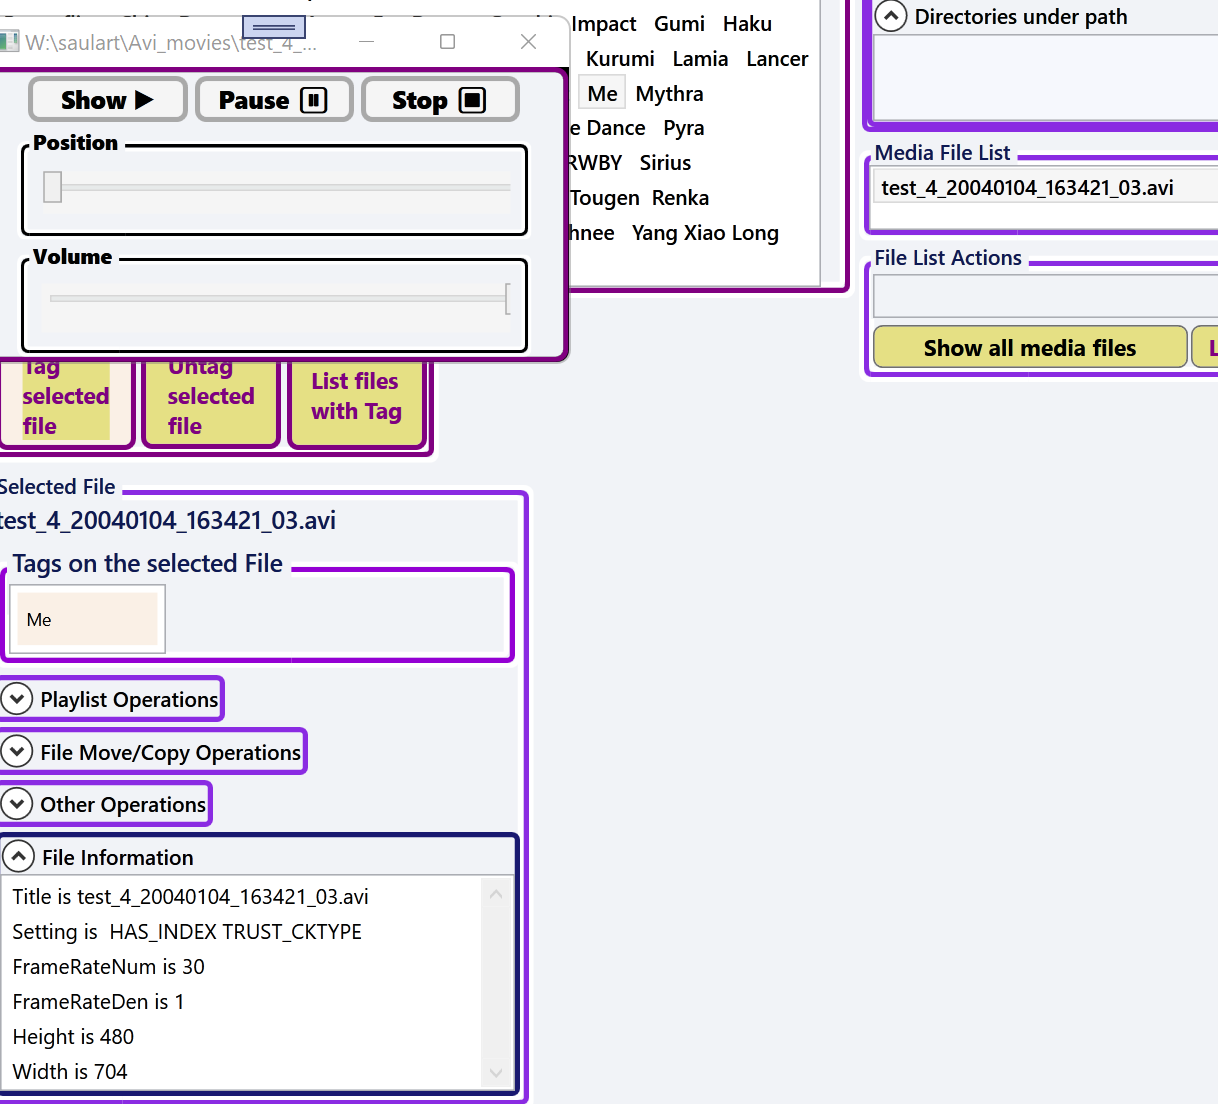 W:\saulart\Avi_movies\test_4_...
Show
Pause
Stop
Position
Volume
Impact Gumi Haku
Kurumi Lamia Lancer
Me Mythra
e Dance Pyra
RWBY Sirius
Tougen Renka
hnee Yang Xiao Long
Directories under path
Media File List
test_4_20040104_163421_03.avi
File List Actions
Show all media files
L
Tag
selected
file
Untag
selected
file
List files
with Tag
Selected File
test_4_20040104_163421_03.avi
Tags on the selected File
Me
Playlist Operations
File Move/Copy Operations
Other Operations
File Information
Title is test_4_20040104_163421_03.avi
Setting is  HAS_INDEX TRUST_CKTYPE
FrameRateNum is 30
FrameRateDen is 1
Height is 480
Width is 704